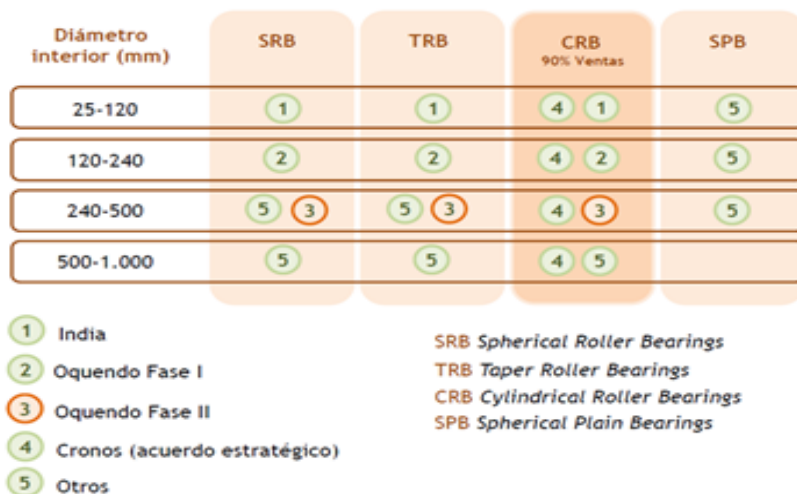 Diámetro interior (mm) SRB TRB CRB 90% Ventas SPB
25-120 1 1 4 1 5
120-240 2 2 4 2 5
240-500 5 3 5 3 4 3 5
500-1.000 5 5 4 5
1 India
2 Oquendo Fase I
3 Oquendo Fase II
4 Cronos (acuerdo estratégico)
5 Otros
SRB Spherical Roller Bearings
TRB Taper Roller Bearings
CRB Cylindrical Roller Bearings
SPB Spherical Plain Bearings